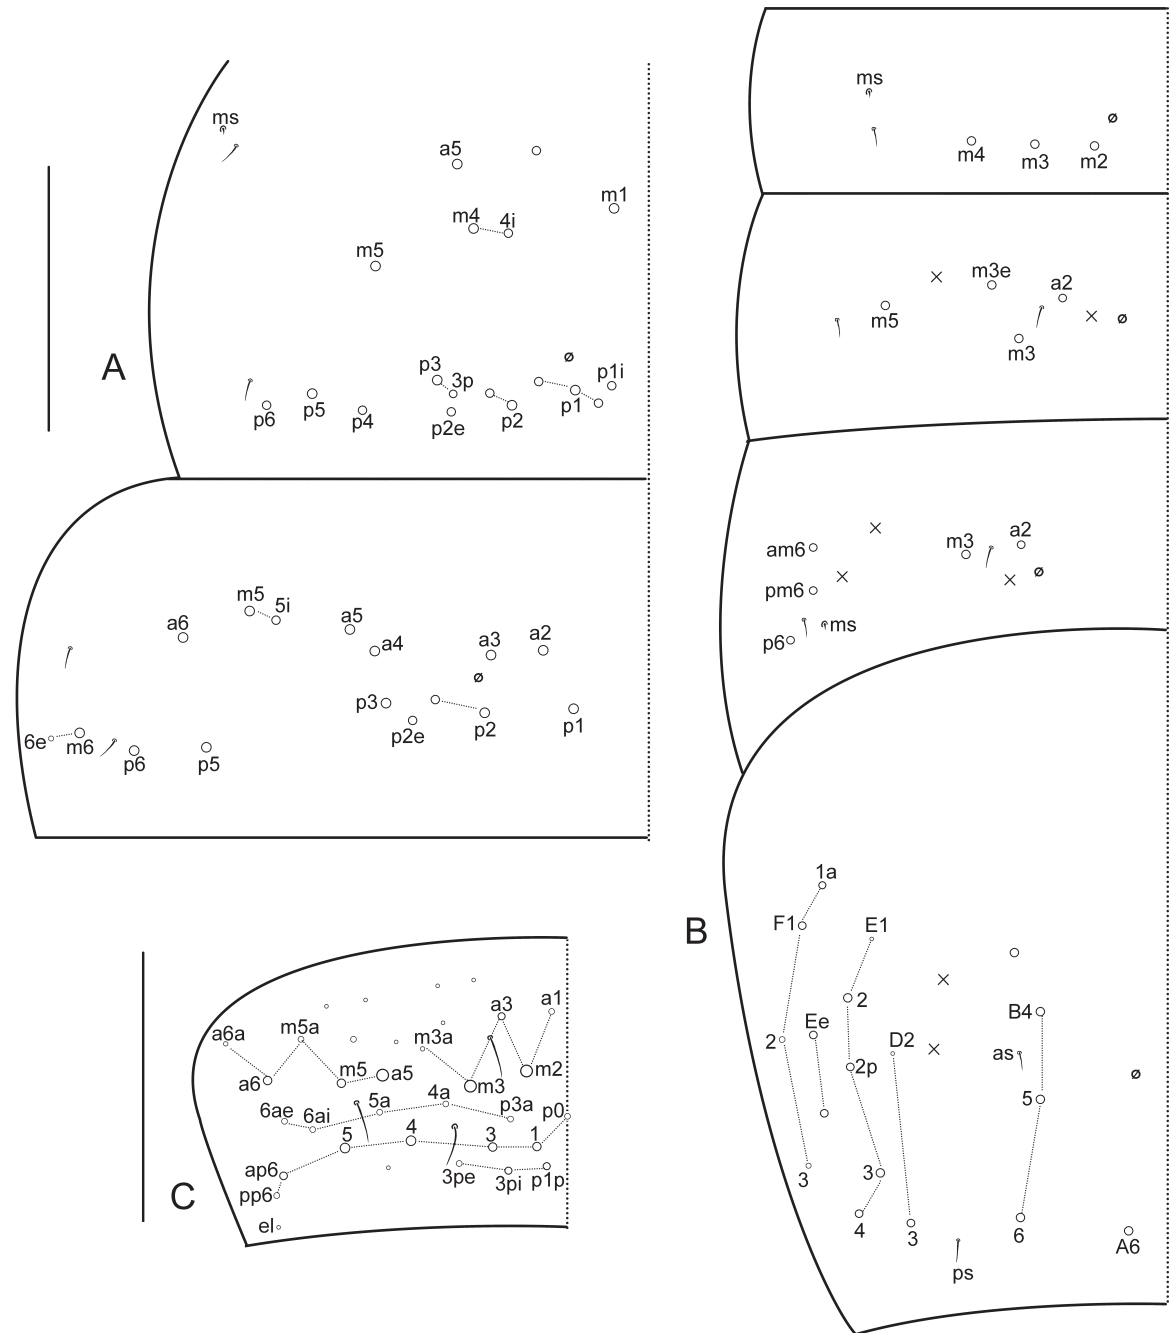 ms
a5
m1
m4 4i
m5
A
p3 3p p1i
p6 p5 p4 p2e p2 p1
m5 5i
a6 a5 a4 a3 a2
p3 p2e p2 p1
6e m6 p6 p5
ms
m4 m3 m2
m3e a2
m5 m3
am6 m3 a2
pm6
p6 ms
B
1a
F1 E1
2 B4
2 Ee D2 as
2p 5
3 3
4 3 6 A6
ps
C
a3 a1
a6a m5a m3a
a6 m5 a5 m3 m2
6ae 6ai 5a 4a p3a p0
5 4 3 1
ap6 3pe 3pi p1p
pp6
el